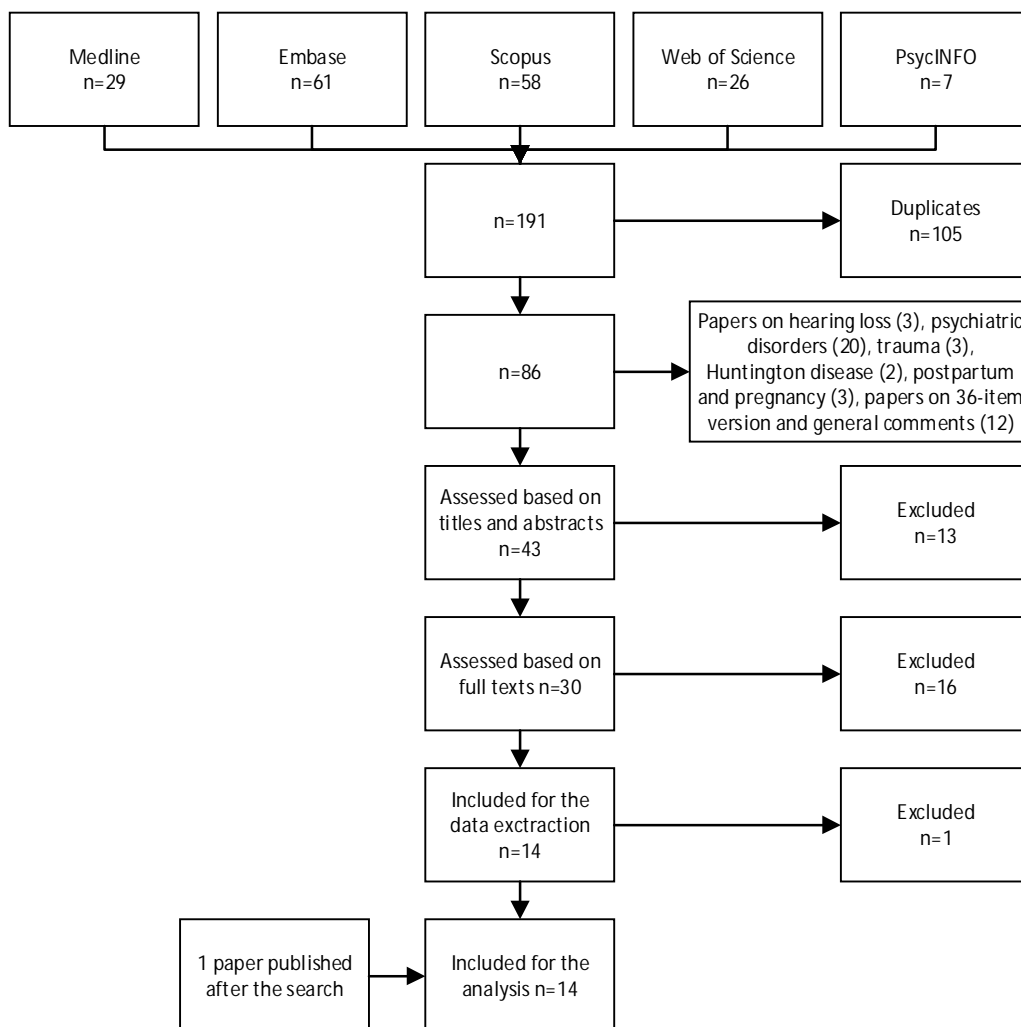 Medline
n=29
Embase
n=61
Scopus
n=58
Web of Science
n=26
PsycINFO
n=7
n=191
Duplicates
n=105
n=86
Papers on hearing loss (3), psychiatric
disorders (20), trauma (3),
Huntington disease (2), postpartum
and pregnancy (3), papers on 36-item
version and general comments (12)
Assessed based on
titles and abstracts
n=43
Excluded
n=13
Assessed based on
full texts n=30
Excluded
n=16
Included for the
data exctraction
n=14
Excluded
n=1
1 paper published
after the search
Included for the
analysis n=14